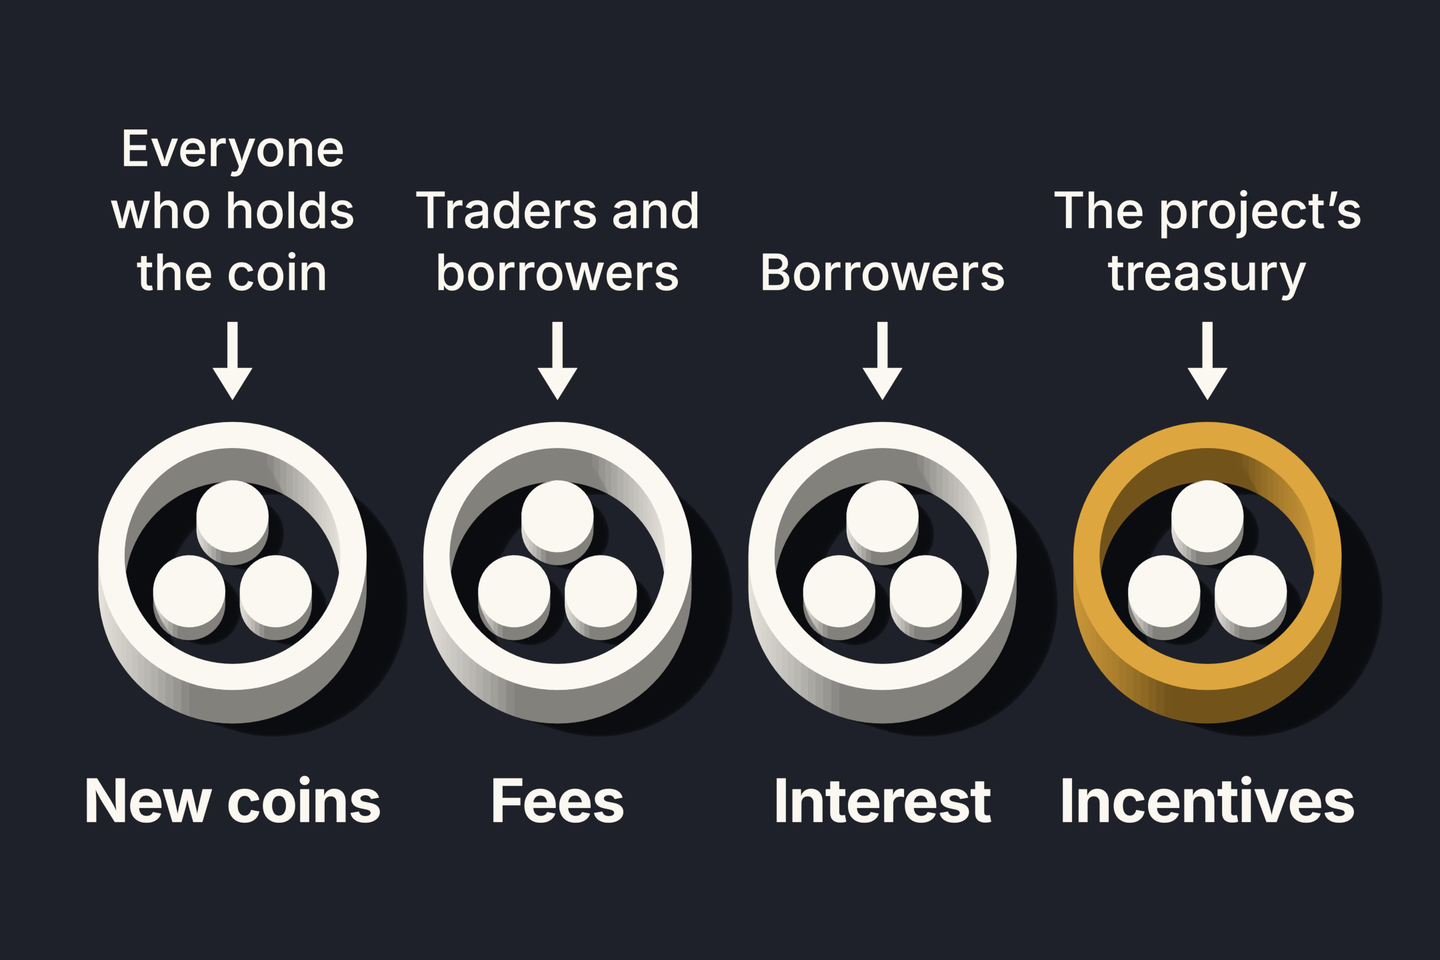 Everyone
who holds
the coin
Traders and
borrowers
Borrowers
The project’s
treasury
New coins
Fees
Interest
Incentives